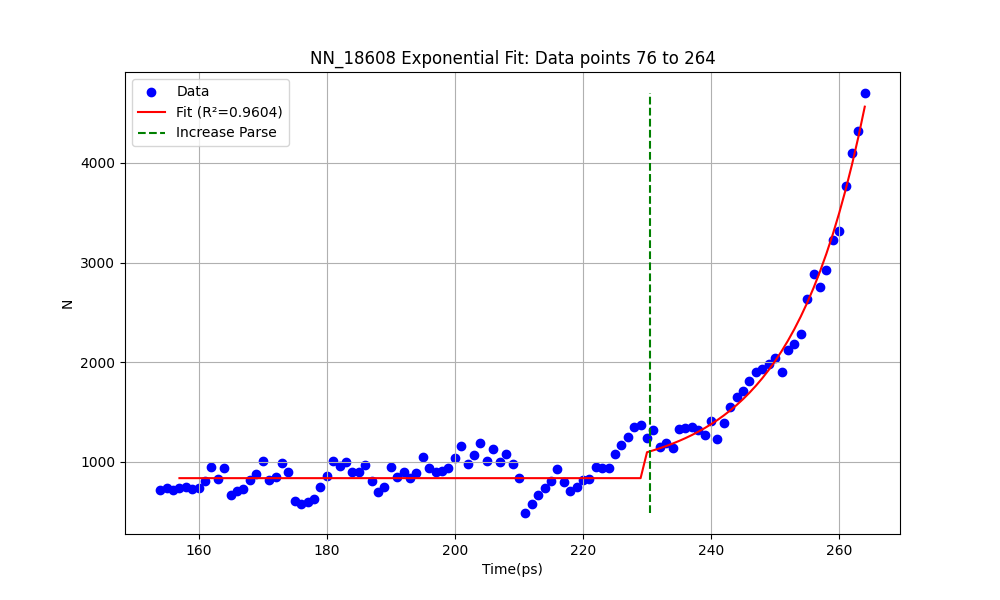 NN_18608 Exponential Fit: Data points 76 to 264
Data
Fit (R²=0.9604)
Increase Parse
N
4000
3000
2000
1000
160
180
200
220
240
260
Time(ps)